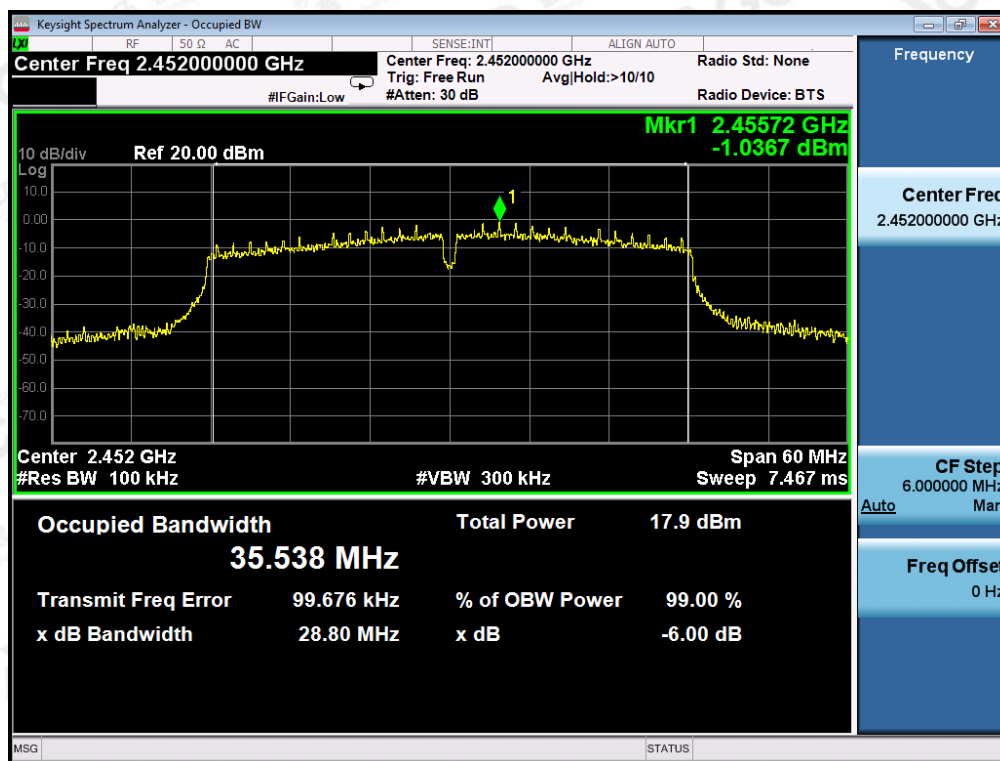 Keysight Spectrum Analyzer - Occupied BW
LXI RF 50 Ω AC SENSE:INT ALIGN AUTO
Center Freq 2.452000000 GHz
Center Freq: 2.452000000 GHz
Radio Std: None
Trig: Free Run Avg|Hold:>10/10
#IFGain:Low #Atten: 30 dB
Radio Device: BTS
Mkr1 2.45572 GHz
-1.0367 dBm
10 dB/div Ref 20.00 dBm
Log
10.0
0.00
-10.0
-20.0
-30.0
-40.0
-50.0
-60.0
-70.0
1
Center 2.452 GHz Span 60 MHz
#Res BW 100 kHz #VBW 300 kHz Sweep 7.467 ms
Occupied Bandwidth Total Power 17.9 dBm
35.538 MHz
Transmit Freq Error 99.676 kHz % of OBW Power 99.00 %
x dB Bandwidth 28.80 MHz x dB -6.00 dB
Frequency
Center Freq
2.452000000 GHz
CF Step
6.000000 MHz
Auto Man
Freq Offset
0 Hz
MSG STATUS